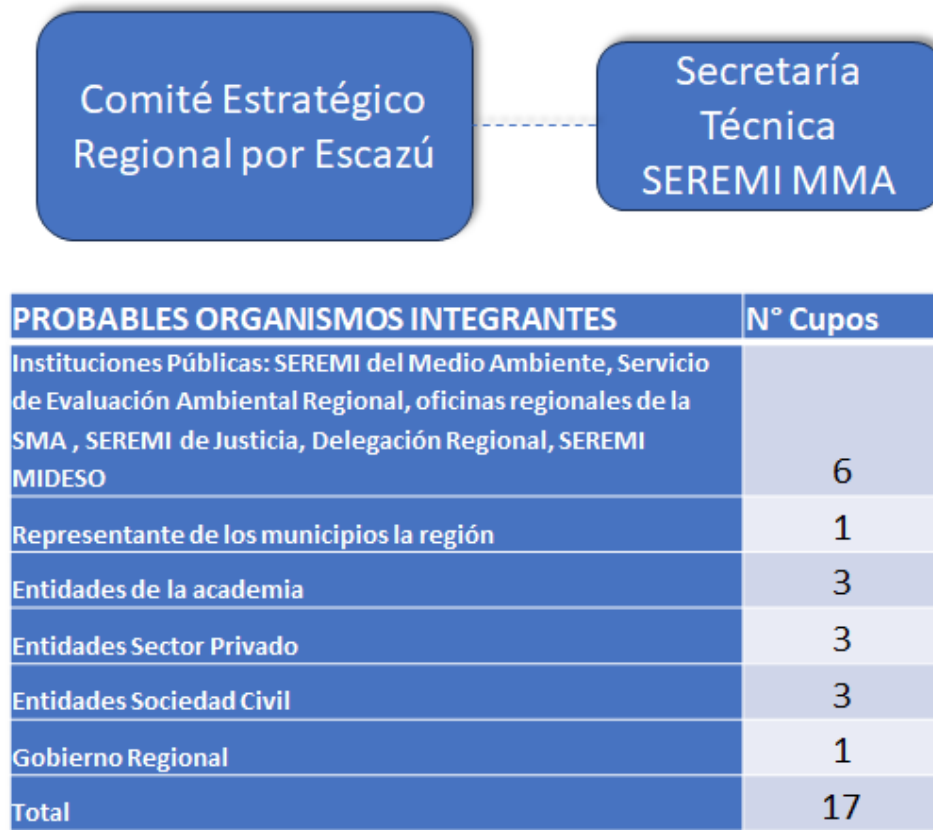 Comité Estratégico
Regional por Escazú
Secretaría
Técnica
SEREMI MMA
PROBABLES ORGANISMOS INTEGRANTES
N° Cupos
Instituciones Públicas: SEREMI del Medio Ambiente, Servicio
de Evaluación Ambiental Regional, oficinas regionales de la
SMA , SEREMI de Justicia, Delegación Regional, SEREMI
MIDESO
6
Representante de los municipios la región
1
Entidades de la academia
3
Entidades Sector Privado
3
Entidades Sociedad Civil
3
Gobierno Regional
1
Total
17